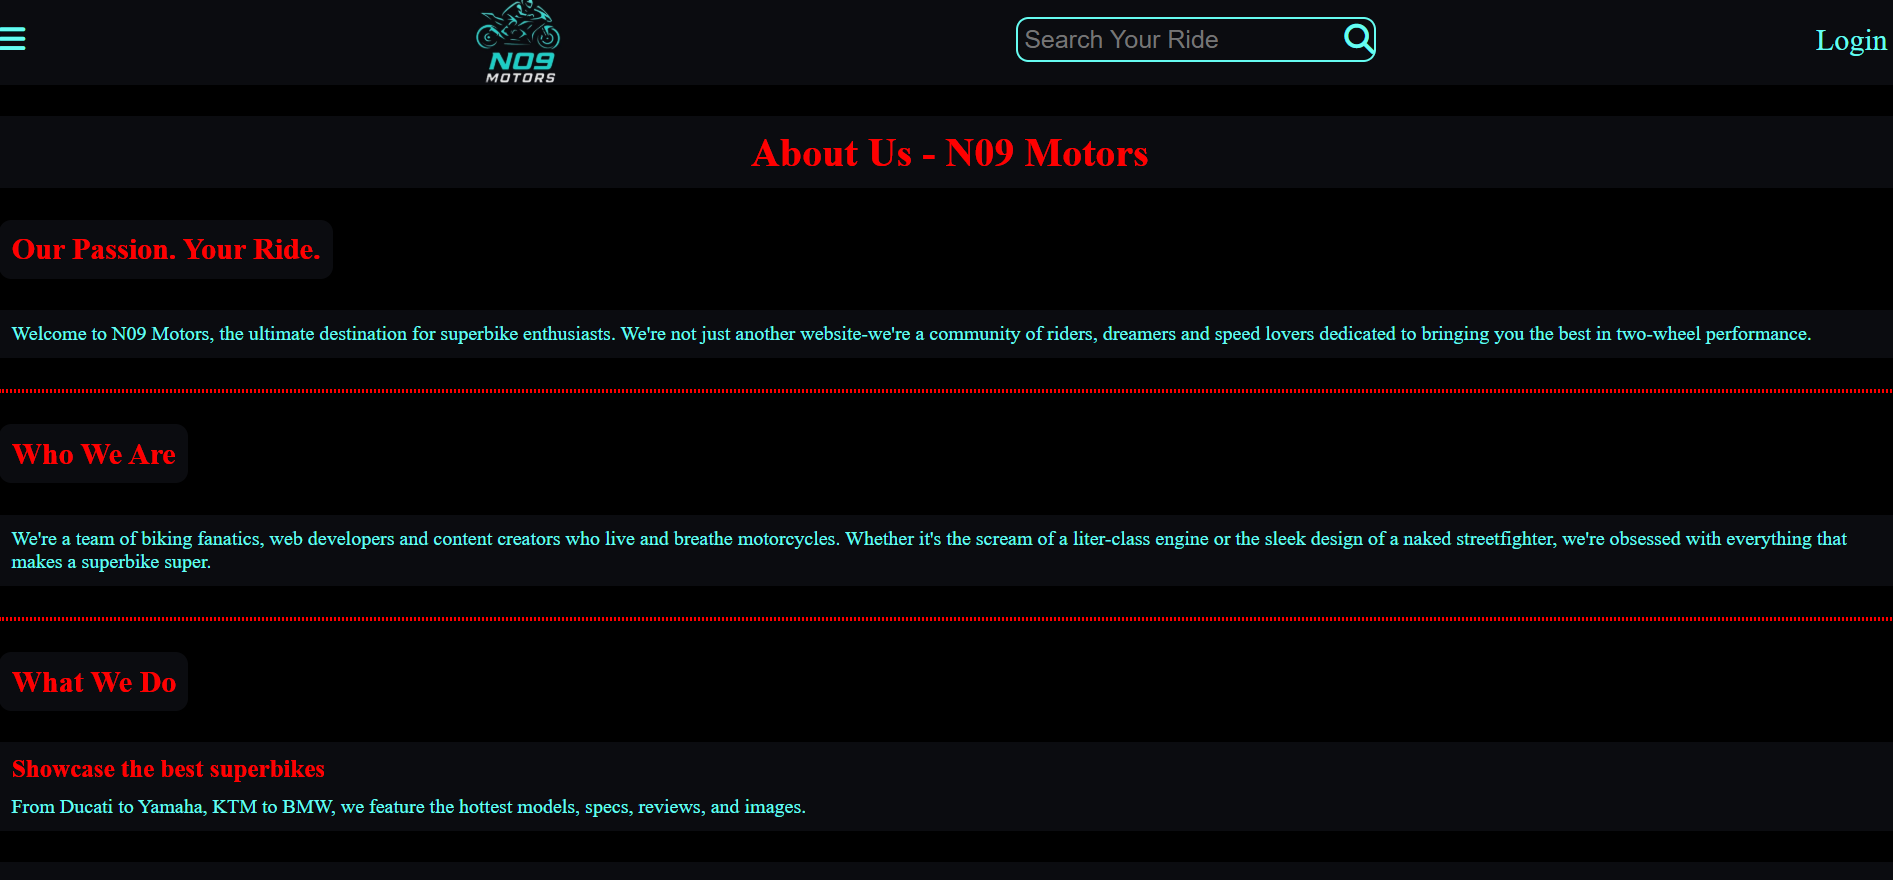 NO9
MOTORS
Search Your Ride
Login
About Us - N09 Motors
Our Passion. Your Ride.
Welcome to N09 Motors, the ultimate destination for superbike enthusiasts. We're not just another website-we're a community of riders, dreamers and speed lovers dedicated to bringing you the best in two-wheel performance.
Who We Are
We're a team of biking fanatics, web developers and content creators who live and breathe motorcycles. Whether it's the scream of a liter-class engine or the sleek design of a naked streetfighter, we're obsessed with everything that
makes a superbike super.
What We Do
Showcase the best superbikes
From Ducati to Yamaha, KTM to BMW, we feature the hottest models, specs, reviews, and images.